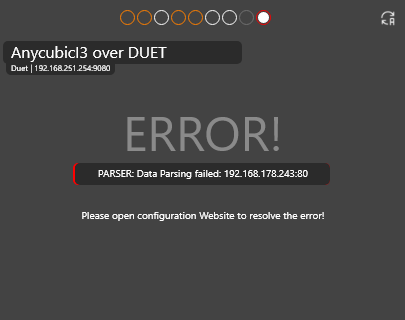 AnycubicI3 over DUET
Duet | 192.168.251.254:9080
ERROR!
PARSER: Data Parsing failed: 192.168.178.243:80
Please open configuration Website to resolve the error!